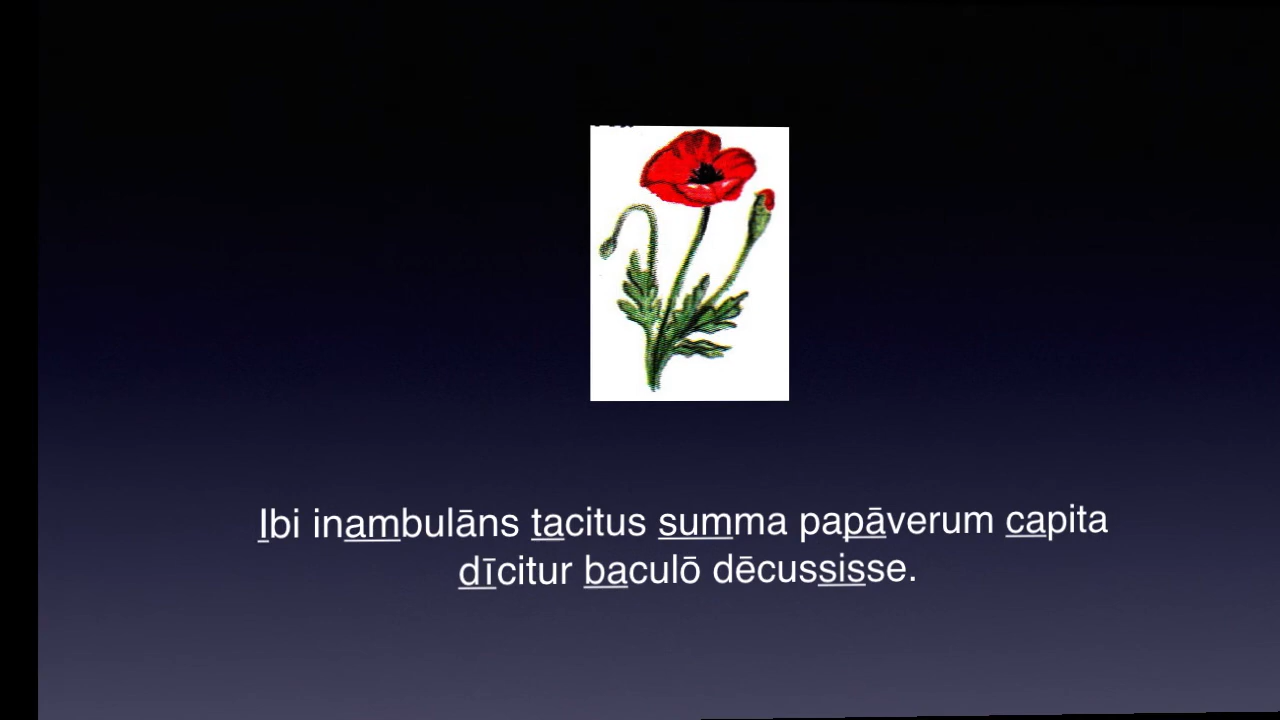 Ibi inambulāns tacitus summa papāverum capita
dīcitur baculō dēcussisse.